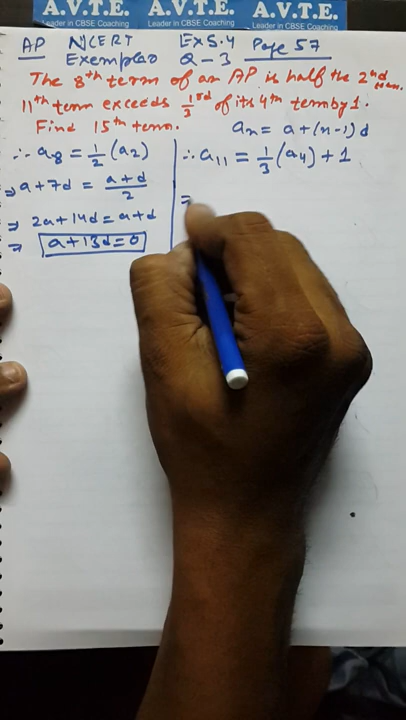 A.V.T.E. A.V.T.E. A.V.T.E.
Leader in CBSE Coaching Leader in CBSE Coaching Leader in CBSE Coaching
AP NCERT Ex 5.4 Page 57
Exemplar Q-3
The 8th term of an AP is half the 2nd term.
11th term exceeds 1/3rd of its 4th term by 1.
Find 15th term.
aₙ = a + (n-1) d
∴ a₈ = 1/2 (a₂)
⇒ a+7d = (a+d)/2
⇒ 2a+14d = a+d
⇒ a+13d=0
∴ a₁₁ = 1/3 (a₄) + 1
=